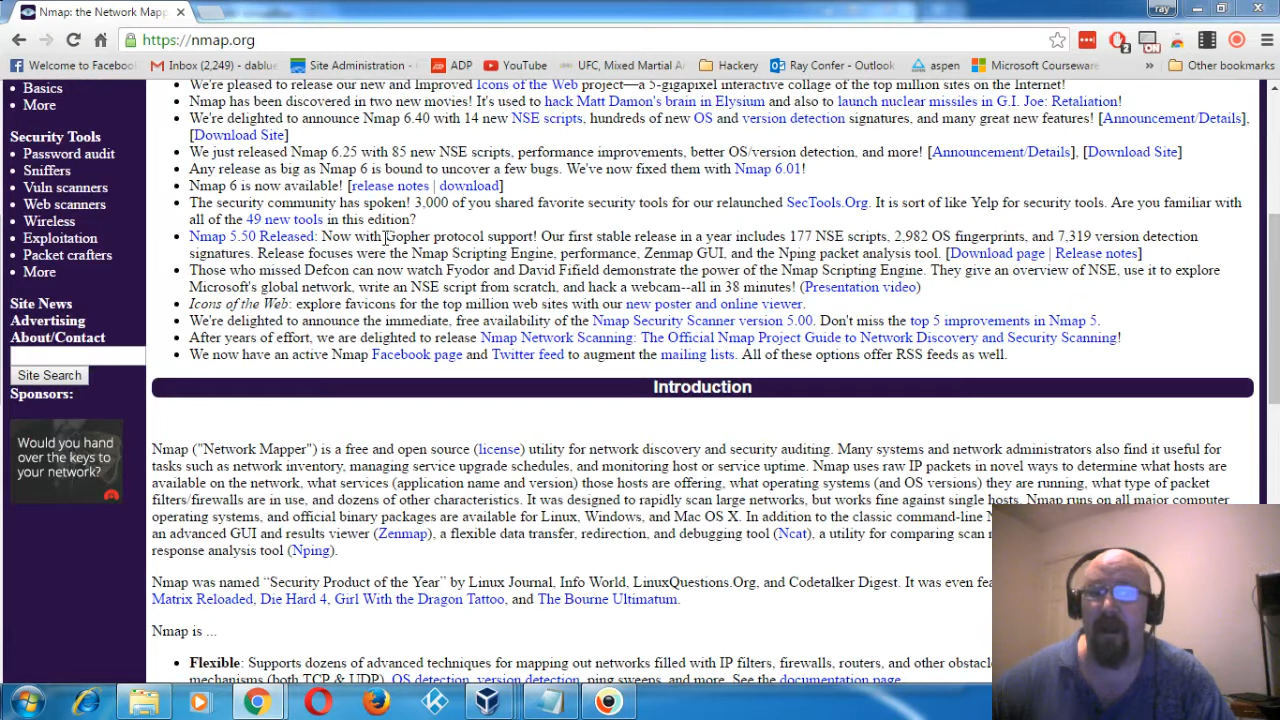 Nmap: the Network Mapp
ray
https://nmap.org
2
ON
Welcome to Faceboo
Inbox (2,249) - dablue
Site Administration -
ADP
YouTube
UFC, Mixed Martial Ar
Hackery
Ray Confer - Outlook
aspen
Microsoft Courseware
»
Other bookmarks
Basics
More
Security Tools
Password audit
Sniffers
Vuln scanners
Web scanners
Wireless
Exploitation
Packet crafters
More
Site News
Advertising
About/Contact
Site Search
Sponsors:
Would you hand
over the keys to
your network?
We're pleased to release our new and Improved Icons of the Web project—a 5-gigapixel interactive collage of the top million sites on the Internet!
Nmap has been discovered in two new movies! It's used to hack Matt Damon's brain in Elysium and also to launch nuclear missiles in G.I. Joe: Retaliation!
We're delighted to announce Nmap 6.40 with 14 new NSE scripts, hundreds of new OS and version detection signatures, and many great new features! [Announcement/Details],
[Download Site]
We just released Nmap 6.25 with 85 new NSE scripts, performance improvements, better OS/version detection, and more! [Announcement/Details], [Download Site]
Any release as big as Nmap 6 is bound to uncover a few bugs. We've now fixed them with Nmap 6.01!
Nmap 6 is now available! [release notes | download]
The security community has spoken! 3,000 of you shared favorite security tools for our relaunched SecTools.Org. It is sort of like Yelp for security tools. Are you familiar with
all of the 49 new tools in this edition?
Nmap 5.50 Released: Now with Gopher protocol support! Our first stable release in a year includes 177 NSE scripts, 2,982 OS fingerprints, and 7,319 version detection
signatures. Release focuses were the Nmap Scripting Engine, performance, Zenmap GUI, and the Nping packet analysis tool. [Download page | Release notes]
Those who missed Defcon can now watch Fyodor and David Fifield demonstrate the power of the Nmap Scripting Engine. They give an overview of NSE, use it to explore
Microsoft's global network, write an NSE script from scratch, and hack a webcam--all in 38 minutes! (Presentation video)
Icons of the Web: explore favicons for the top million web sites with our new poster and online viewer.
We're delighted to announce the immediate, free availability of the Nmap Security Scanner version 5.00. Don't miss the top 5 improvements in Nmap 5.
After years of effort, we are delighted to release Nmap Network Scanning: The Official Nmap Project Guide to Network Discovery and Security Scanning!
We now have an active Nmap Facebook page and Twitter feed to augment the mailing lists. All of these options offer RSS feeds as well.
Introduction
Nmap ("Network Mapper") is a free and open source (license) utility for network discovery and security auditing. Many systems and network administrators also find it useful for
tasks such as network inventory, managing service upgrade schedules, and monitoring host or service uptime. Nmap uses raw IP packets in novel ways to determine what hosts are
available on the network, what services (application name and version) those hosts are offering, what operating systems (and OS versions) they are running, what type of packet
filters/firewalls are in use, and dozens of other characteristics. It was designed to rapidly scan large networks, but works fine against single hosts. Nmap runs on all major computer
operating systems, and official binary packages are available for Linux, Windows, and Mac OS X. In addition to the classic command-line
an advanced GUI and results viewer (Zenmap), a flexible data transfer, redirection, and debugging tool (Ncat), a utility for comparing scan
response analysis tool (Nping).
Nmap was named “Security Product of the Year” by Linux Journal, Info World, LinuxQuestions.Org, and Codetalker Digest. It was even
Matrix Reloaded, Die Hard 4, Girl With the Dragon Tattoo, and The Bourne Ultimatum.
Nmap is ...
Flexible: Supports dozens of advanced techniques for mapping out networks filled with IP filters, firewalls, routers, and other
mechanisms (both TCP & UDP), OS detection, version detection, ping sweeps, and more. See the documentation page.